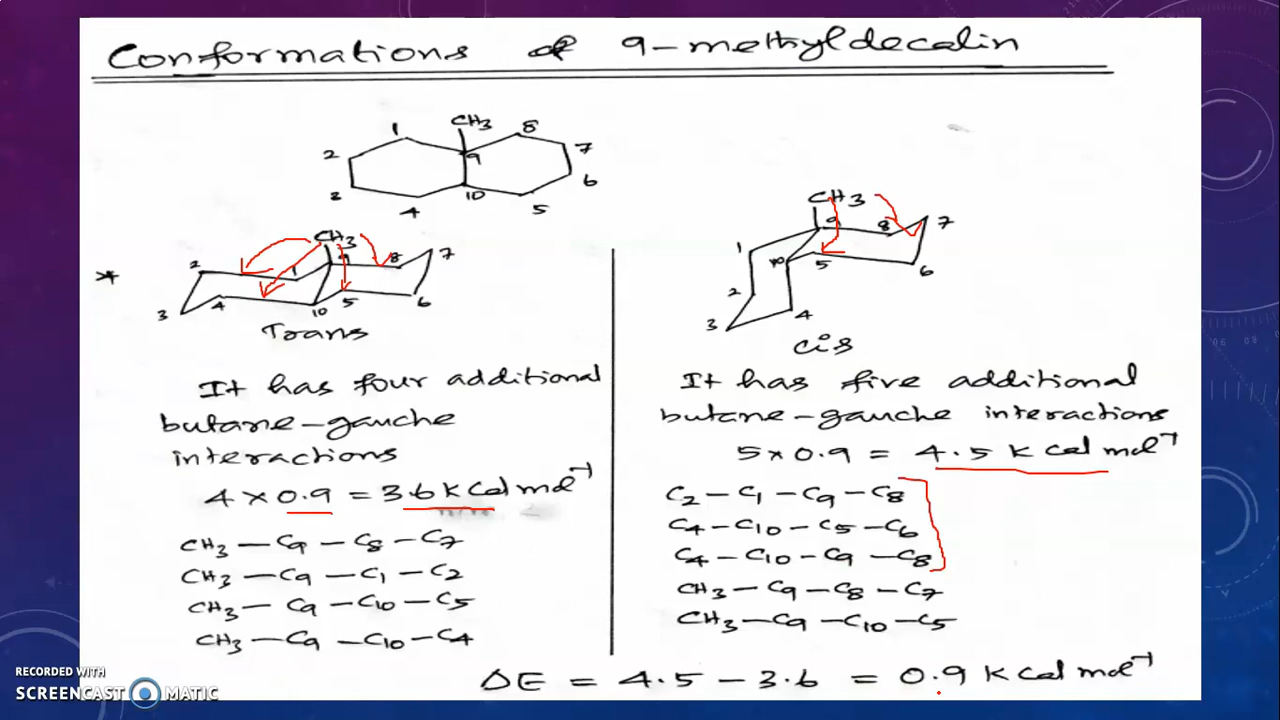 Conformations of 9-methyldecalin
CH3
1
8
2
9
7
3
10
6
4
5
CH3
2
1
9
8
7
*
3
4
10
5
6
Trans
It has four additional
butane-gauche
interactions
4 × 0.9 = 3.6 k Cal mol⁻¹
CH3 — C9 — C8 — C7
CH3 — C9 — C1 — C2
CH3 — C9 — C10 — C5
CH3 — C9 — C10 — C4
CH3
1
9
8
7
10
5
6
2
3
4
Cis
It has five additional
butane-gauche interactions
5 × 0.9 = 4.5 k Cal mol⁻¹
C2 — C1 — C9 — C8
C4 — C10 — C5 — C6
C4 — C10 — C9 — C8
CH3 — C9 — C8 — C7
CH3 — C9 — C10 — C5
ΔE = 4.5 — 3.6 = 0.9 k Cal mol⁻¹
RECORDED WITH
SCREENCAST MATIC